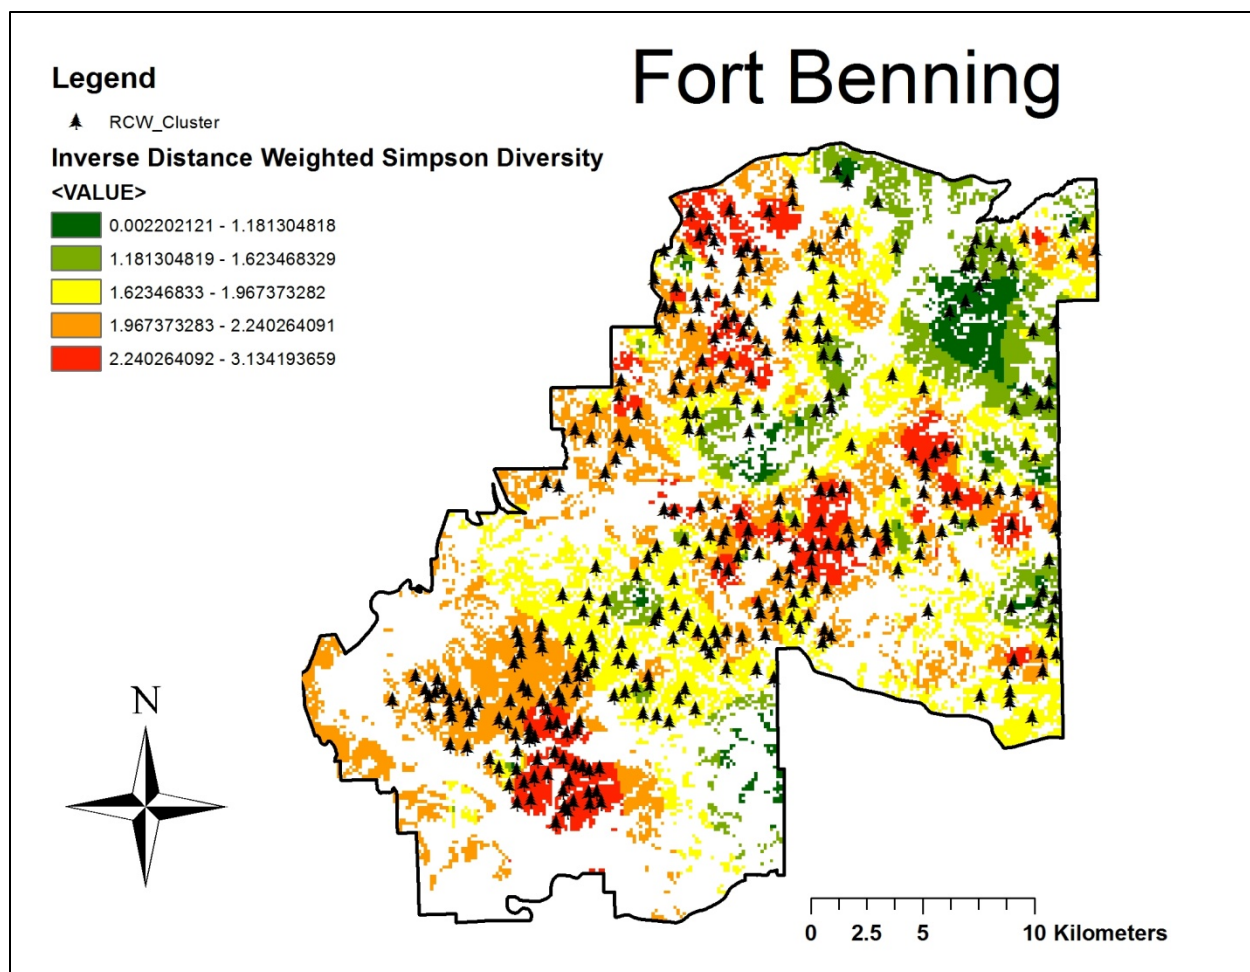 Fort Benning
Legend
RCW_Cluster
Inverse Distance Weighted Simpson Diversity
<VALUE>
0.002202121 - 1.181304818
1.181304819 - 1.623468329
1.62346833 - 1.967373282
1.967373283 - 2.240264091
2.240264092 - 3.134193659
N
0 2.5 5 10 Kilometers